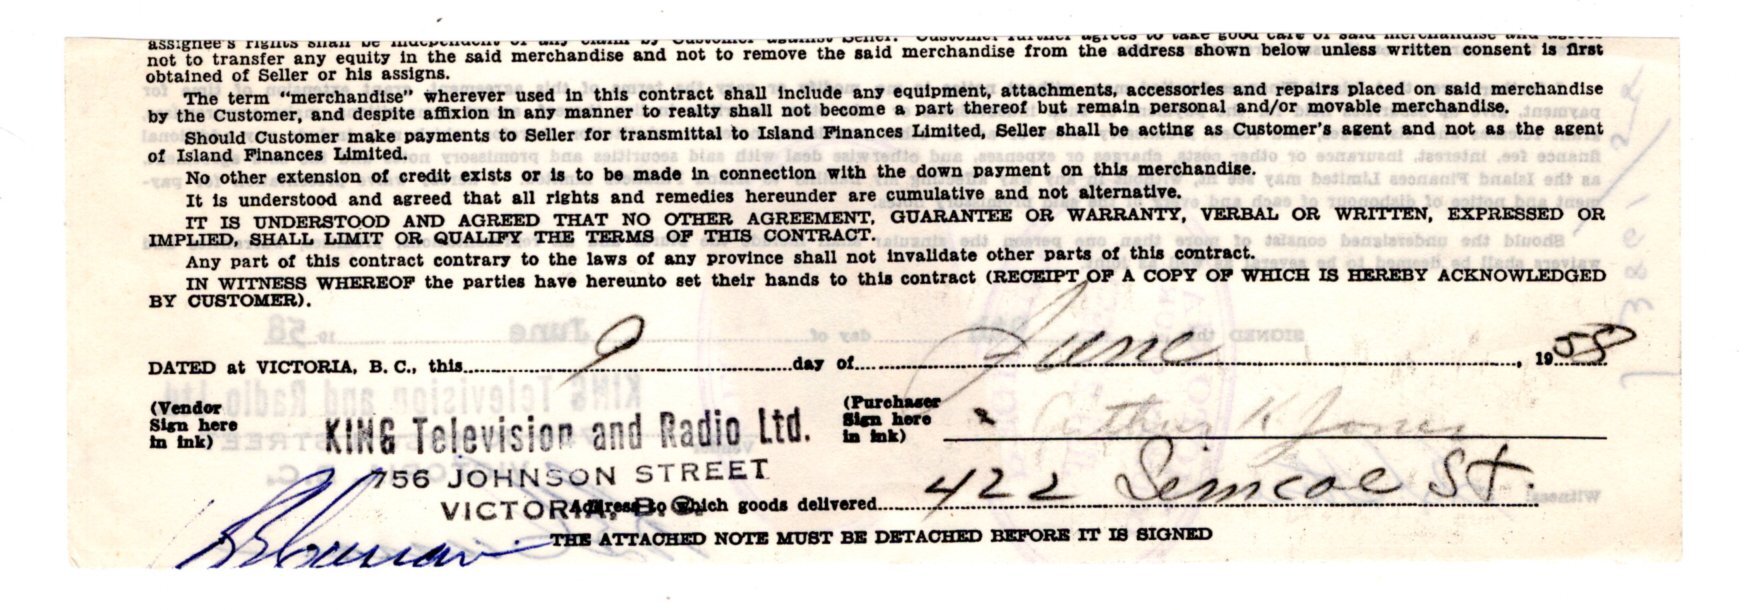 assignee's rights shall be independent of any claim by Customer against Seller. Customer further agrees to take good care of said merchandise and agrees
not to transfer any equity in the said merchandise and not to remove the said merchandise from the address shown below unless written consent is first
obtained of Seller or his assigns.
The term "merchandise" wherever used in this contract shall include any equipment, attachments, accessories and repairs placed on said merchandise
by the Customer, and despite affixion in any manner to realty shall not become a part thereof but remain personal and/or movable merchandise.
Should Customer make payments to Seller for transmittal to Island Finances Limited, Seller shall be acting as Customer's agent and not as the agent
of Island Finances Limited.
No other extension of credit exists or is to be made in connection with the down payment on this merchandise.
It is understood and agreed that all rights and remedies hereunder are cumulative and not alternative.
IT IS UNDERSTOOD AND AGREED THAT NO OTHER AGREEMENT, GUARANTEE OR WARRANTY, VERBAL OR WRITTEN, EXPRESSED OR
IMPLIED, SHALL LIMIT OR QUALIFY THE TERMS OF THIS CONTRACT.
Any part of this contract contrary to the laws of any province shall not invalidate other parts of this contract.
IN WITNESS WHEREOF the parties have hereunto set their hands to this contract (RECEIPT OF A COPY OF WHICH IS HEREBY ACKNOWLEDGED
BY CUSTOMER).
DATED at VICTORIA, B. C., this 9 day of June, 1958
(Vendor
Sign here
in ink)
KING Television and Radio Ltd.
756 JOHNSON STREET
VICTORIA, B. C.
(Purchaser
Sign here
in ink)
x Arthur K Jones
Address to which goods delivered 422 Simcoe St.
THE ATTACHED NOTE MUST BE DETACHED BEFORE IT IS SIGNED